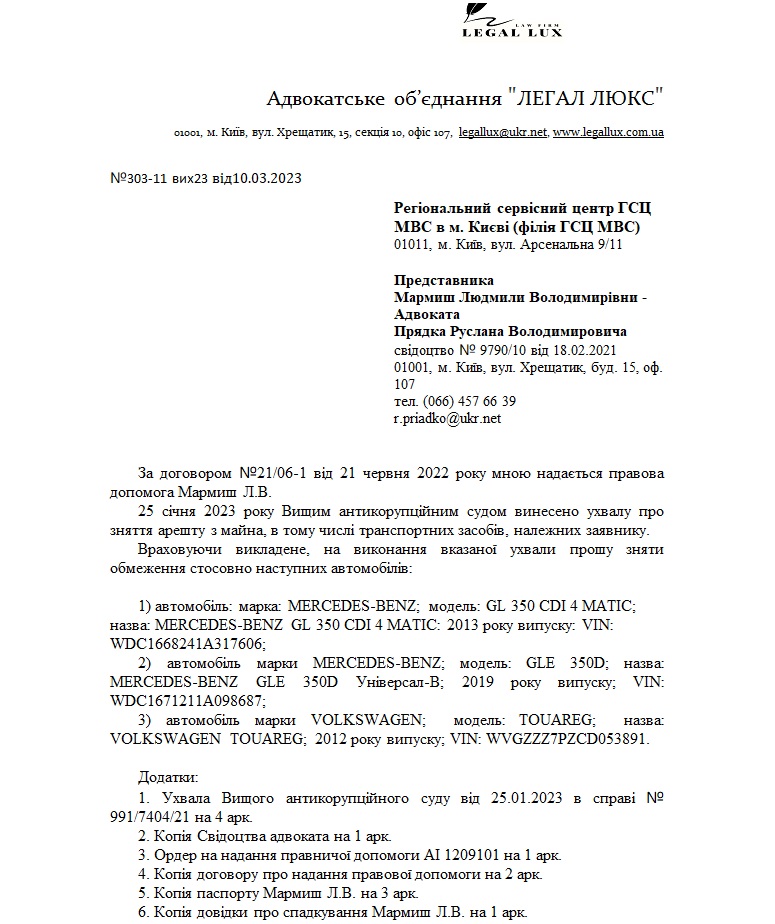 LAW FIRM
LEGAL LUX
Адвокатське об’єднання "ЛЕГАЛ ЛЮКС"
01001, м. Київ, вул. Хрещатик, 15, секція 10, офіс 107, legallux@ukr.net, www.legallux.com.ua
№303-11 вих23 від10.03.2023
Регіональний сервісний центр ГСЦ
МВС в м. Києві (філія ГСЦ МВС)
01011, м. Київ, вул. Арсенальна 9/11
Представника
Мармиш Людмили Володимирівни -
Адвоката
Прядка Руслана Володимировича
свідоцтво № 9790/10 від 18.02.2021
01001, м. Київ, вул. Хрещатик, буд. 15, оф.
107
тел. (066) 457 66 39
r.priadko@ukr.net
За договором №21/06-1 від 21 червня 2022 року мною надається правова
допомога Мармиш Л.В.
25 січня 2023 року Вищим антикорупційним судом винесено ухвалу про
зняття арешту з майна, в тому числі транспортних засобів, належних заявнику.
Враховуючи викладене, на виконання вказаної ухвали прошу зняти
обмеження стосовно наступних автомобілів:
1) автомобіль: марка: MERCEDES-BENZ; модель: GL 350 CDI 4 MATIC;
назва: MERCEDES-BENZ GL 350 CDI 4 MATIC: 2013 року випуску: VIN:
WDC1668241A317606;
2) автомобіль марки MERCEDES-BENZ; модель: GLE 350D; назва:
MERCEDES-BENZ GLE 350D Універсал-В; 2019 року випуску; VIN:
WDC1671211A098687;
3) автомобіль марки VOLKSWAGEN; модель: TOUAREG; назва:
VOLKSWAGEN TOUAREG; 2012 року випуску; VIN: WVGZZZ7PZCD053891.
Додатки:
1. Ухвала Вищого антикорупційного суду від 25.01.2023 в справі №
991/7404/21 на 4 арк.
2. Копія Свідоцтва адвоката на 1 арк.
3. Ордер на надання правничої допомоги АІ 1209101 на 1 арк.
4. Копія договору про надання правової допомоги на 2 арк.
5. Копія паспорту Мармиш Л.В. на 3 арк.
6. Копія довідки про спадкування Мармиш Л.В. на 1 арк.